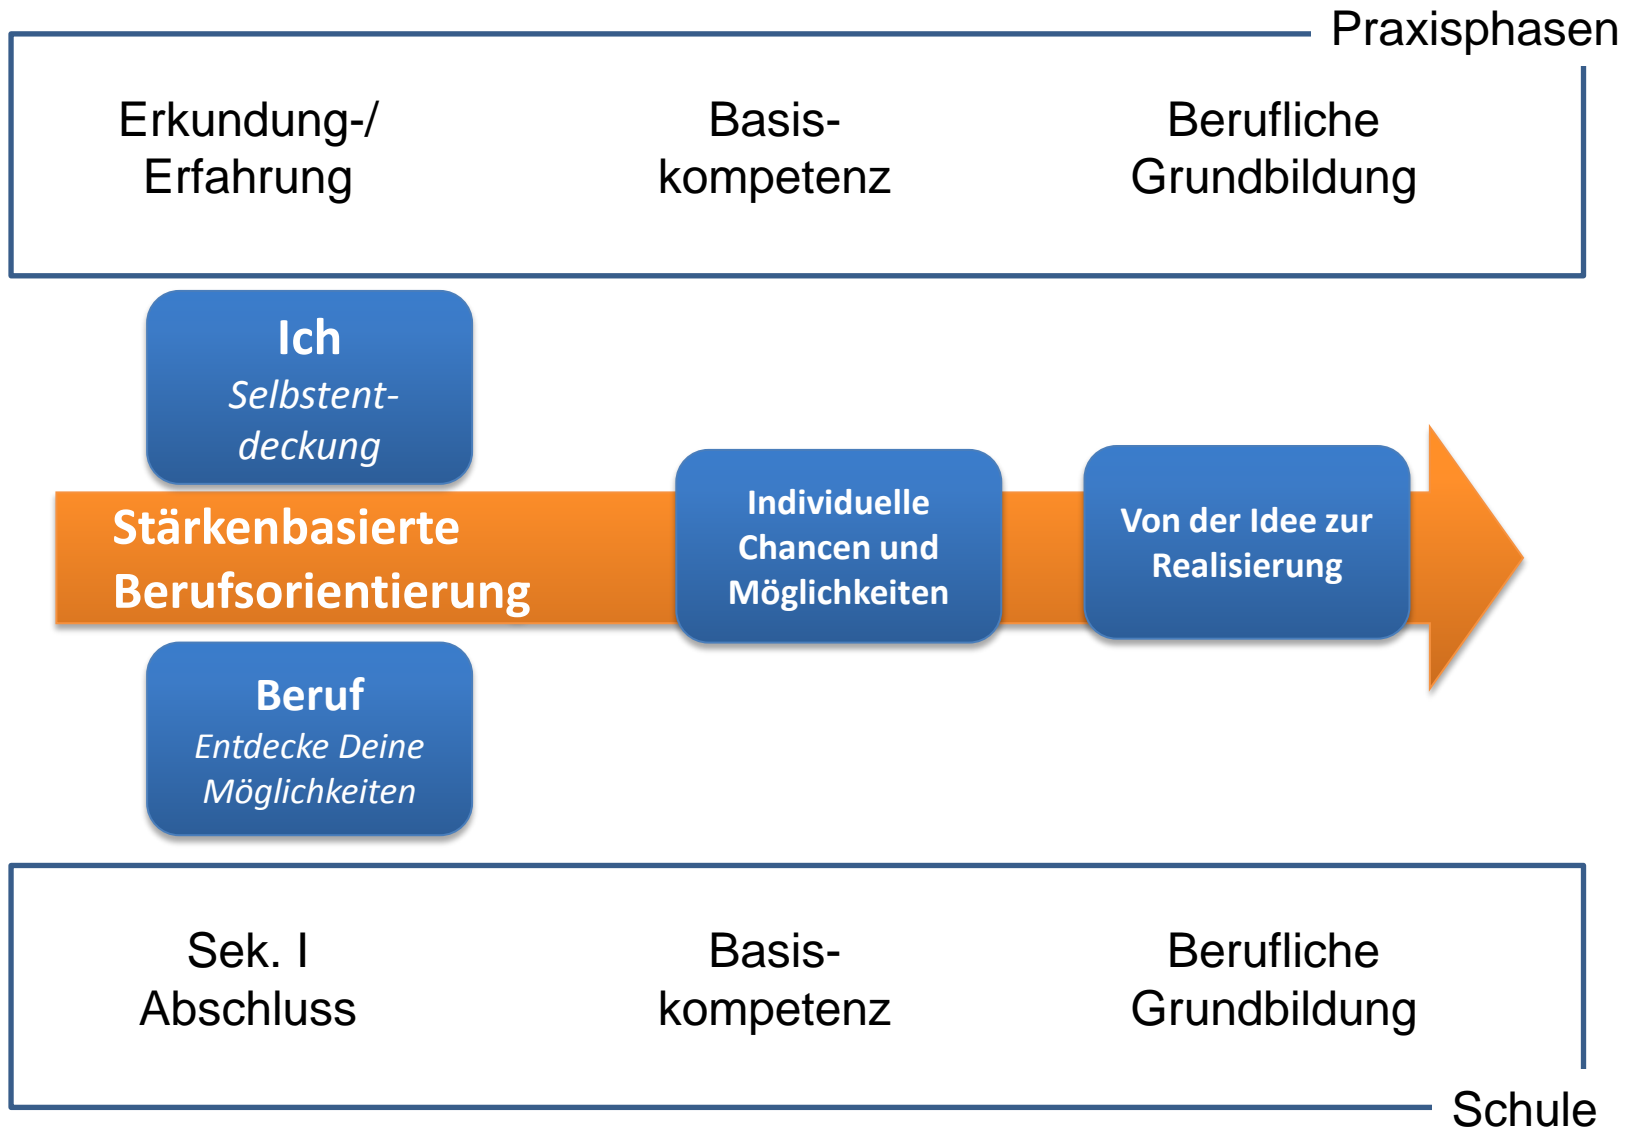 Praxisphasen
Erkundung-/
Erfahrung
Basis-
kompetenz
Berufliche
Grundbildung
Ich
Selbstent-
deckung
Stärkenbasierte
Berufsorientierung
Individuelle
Chancen und
Möglichkeiten
Von der Idee zur
Realisierung
Beruf
Entdecke Deine
Möglichkeiten
Sek. I
Abschluss
Basis-
kompetenz
Berufliche
Grundbildung
Schule